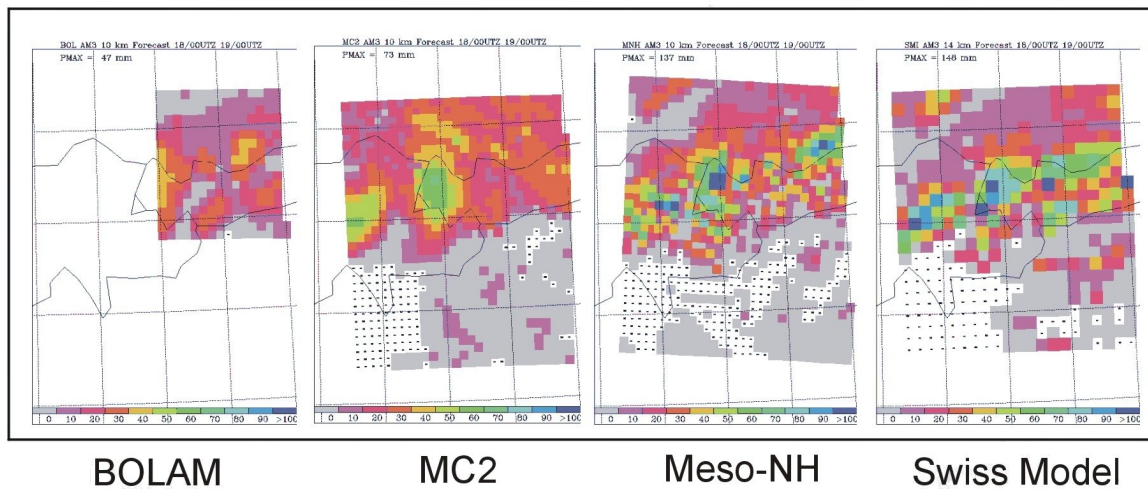 BOL AM3 10 km Forecast 18/00UTZ 19/00UTZ
PMAX = 47 mm
0 10 20 30 40 50 60 70 80 90 >100
BOLAM
MC2 AM3 10 km Forecast 18/00UTZ 19/00UTZ
PMAX = 73 mm
0 10 20 30 40 50 60 70 80 90 >100
MC2
MNH AM3 10 km Forecast 18/00UTZ 19/00UTZ
PMAX = 137 mm
0 10 20 30 40 50 60 70 80 90 >100
Meso-NH
SMI AM3 14 km Forecast 18/00UTZ 19/00UTZ
PMAX = 148 mm
0 10 20 30 40 50 60 70 80 90 >100
Swiss Model